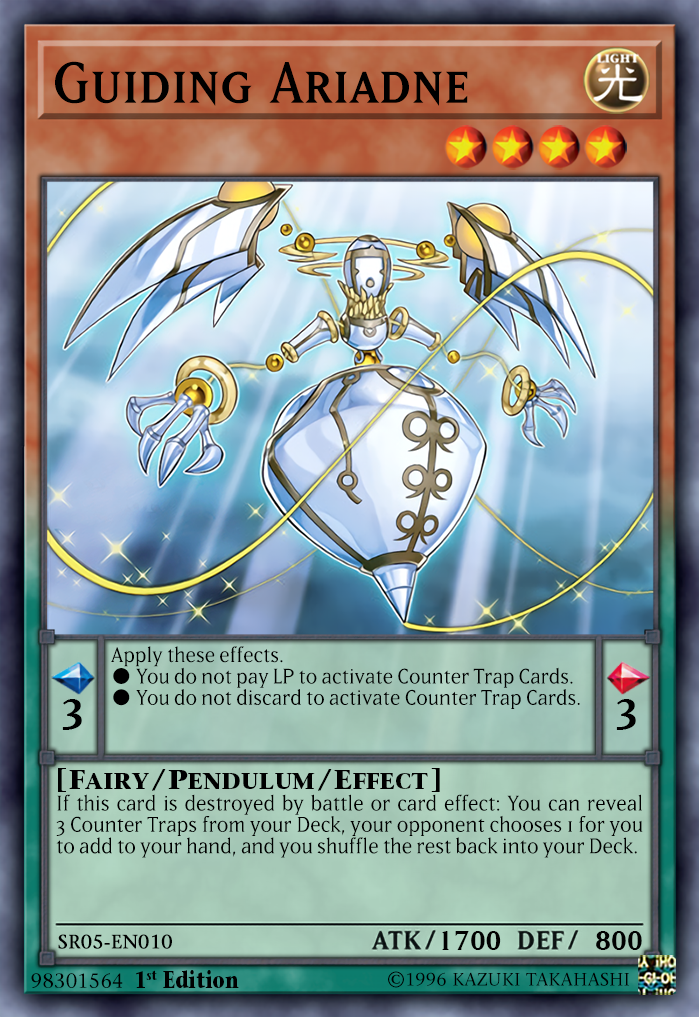 GUIDING ARIADNE
LIGHT
光
Apply these effects.
● You do not pay LP to activate Counter Trap Cards.
● You do not discard to activate Counter Trap Cards.
3
3
[FAIRY/PENDULUM/EFFECT]
If this card is destroyed by battle or card effect: You can reveal
3 Counter Traps from your Deck, your opponent chooses 1 for you
to add to your hand, and you shuffle the rest back into your Deck.
SR05-EN010
ATK/1700 DEF/ 800
98301564 1st Edition
©1996 KAZUKI TAKAHASHI